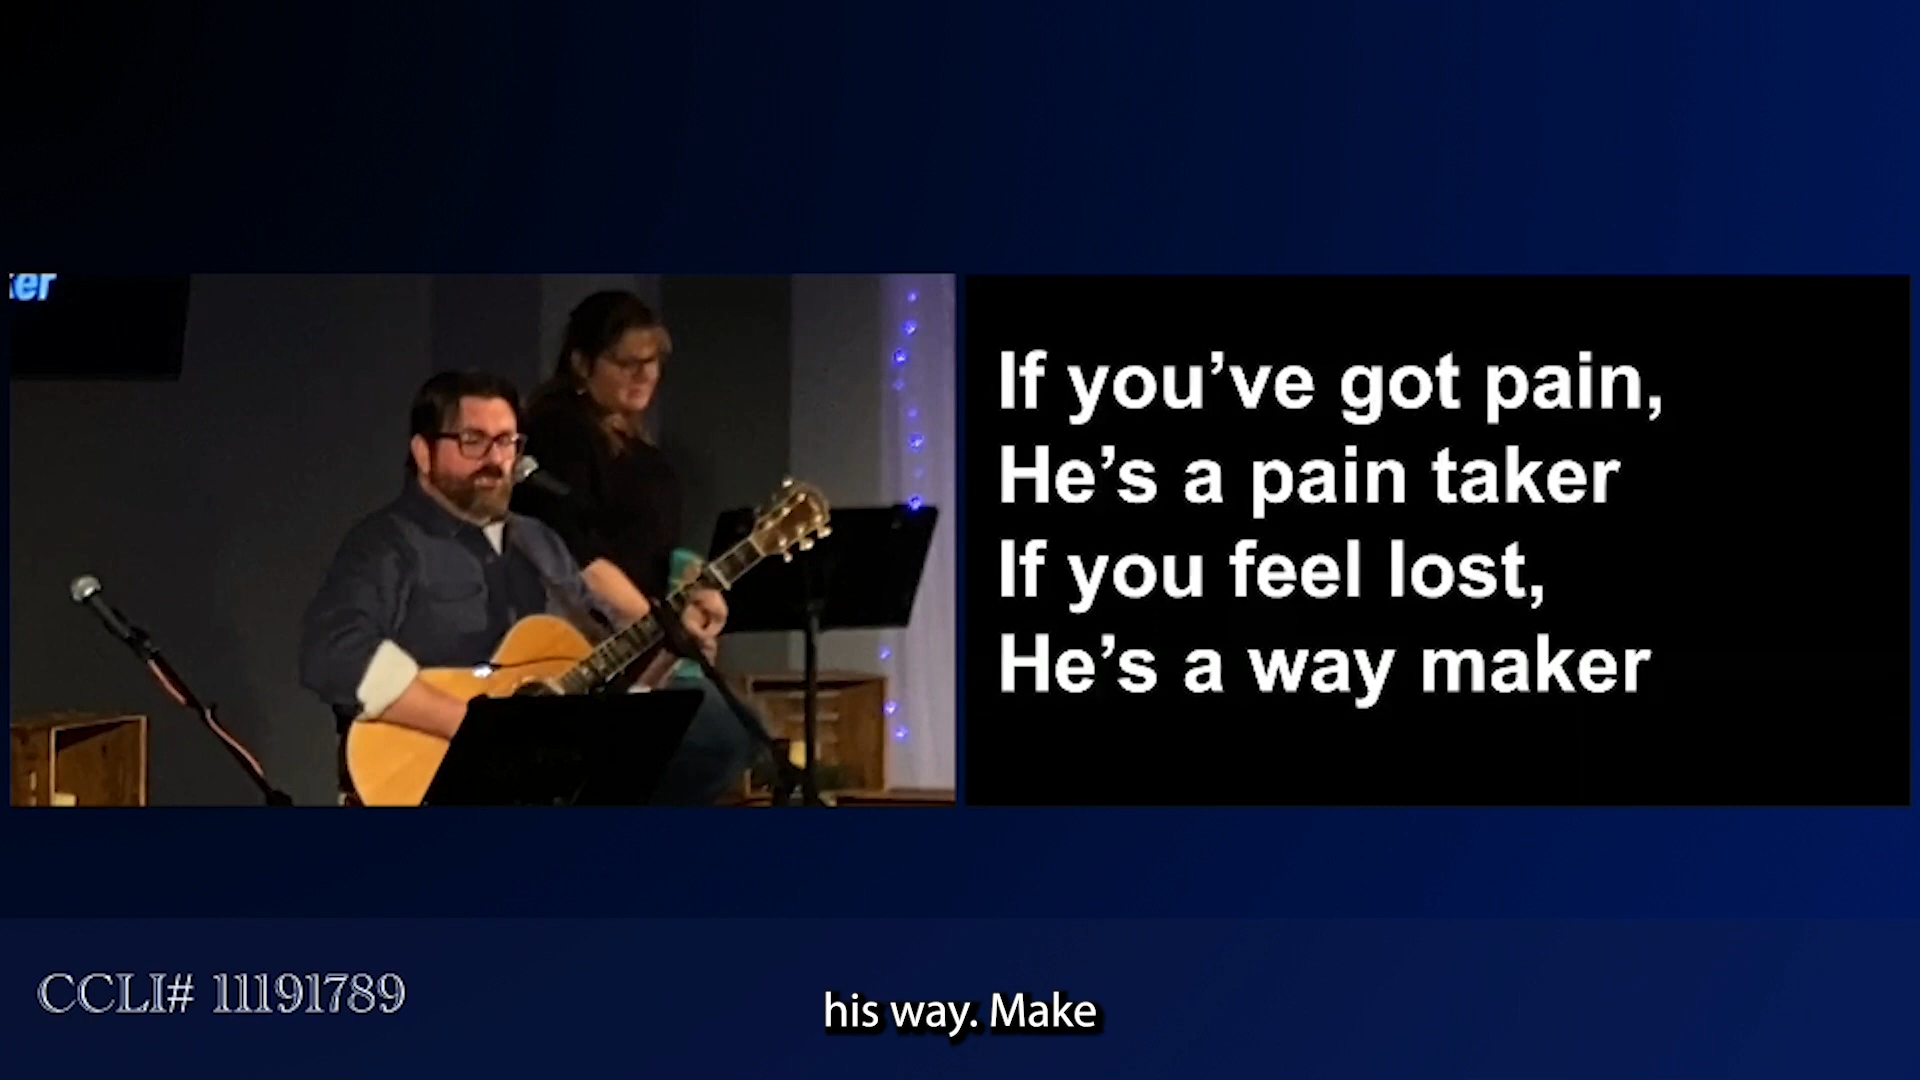 er
If you’ve got pain,
He’s a pain taker
If you feel lost,
He’s a way maker
CCLI# 11191789
his way. Make